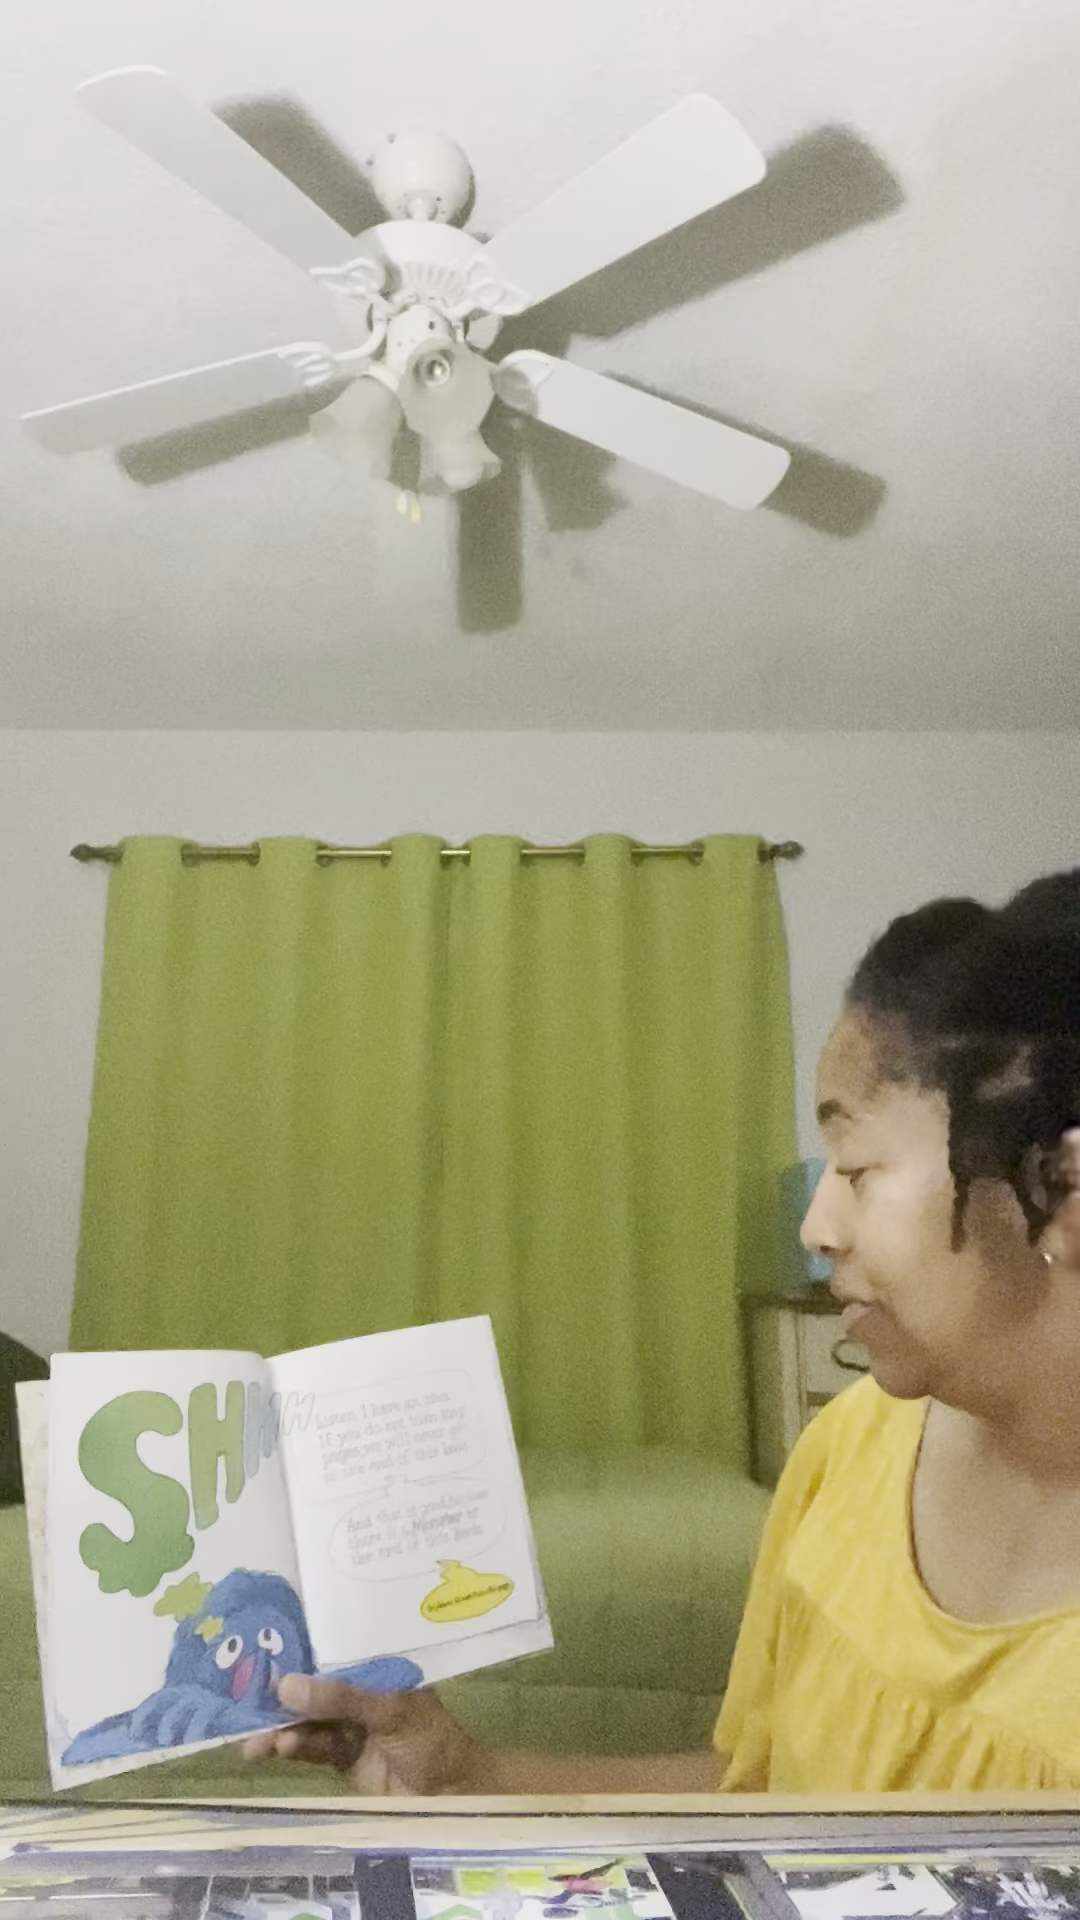 SHHHH
Listen, I have an idea.
If you do not turn any
pages, we will never get
to the end of this book.
And that is good, because
there is a Monster at
the end of this book.